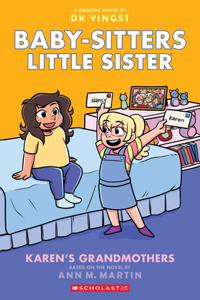 A GRAPHIC NOVEL BY
DK YINGST
BABY-SITTERS
LITTLE SISTER
nancy
karen
KAREN'S GRANDMOTHERS
BASED ON THE NOVEL BY
ANN M. MARTIN
SCHOLASTIC